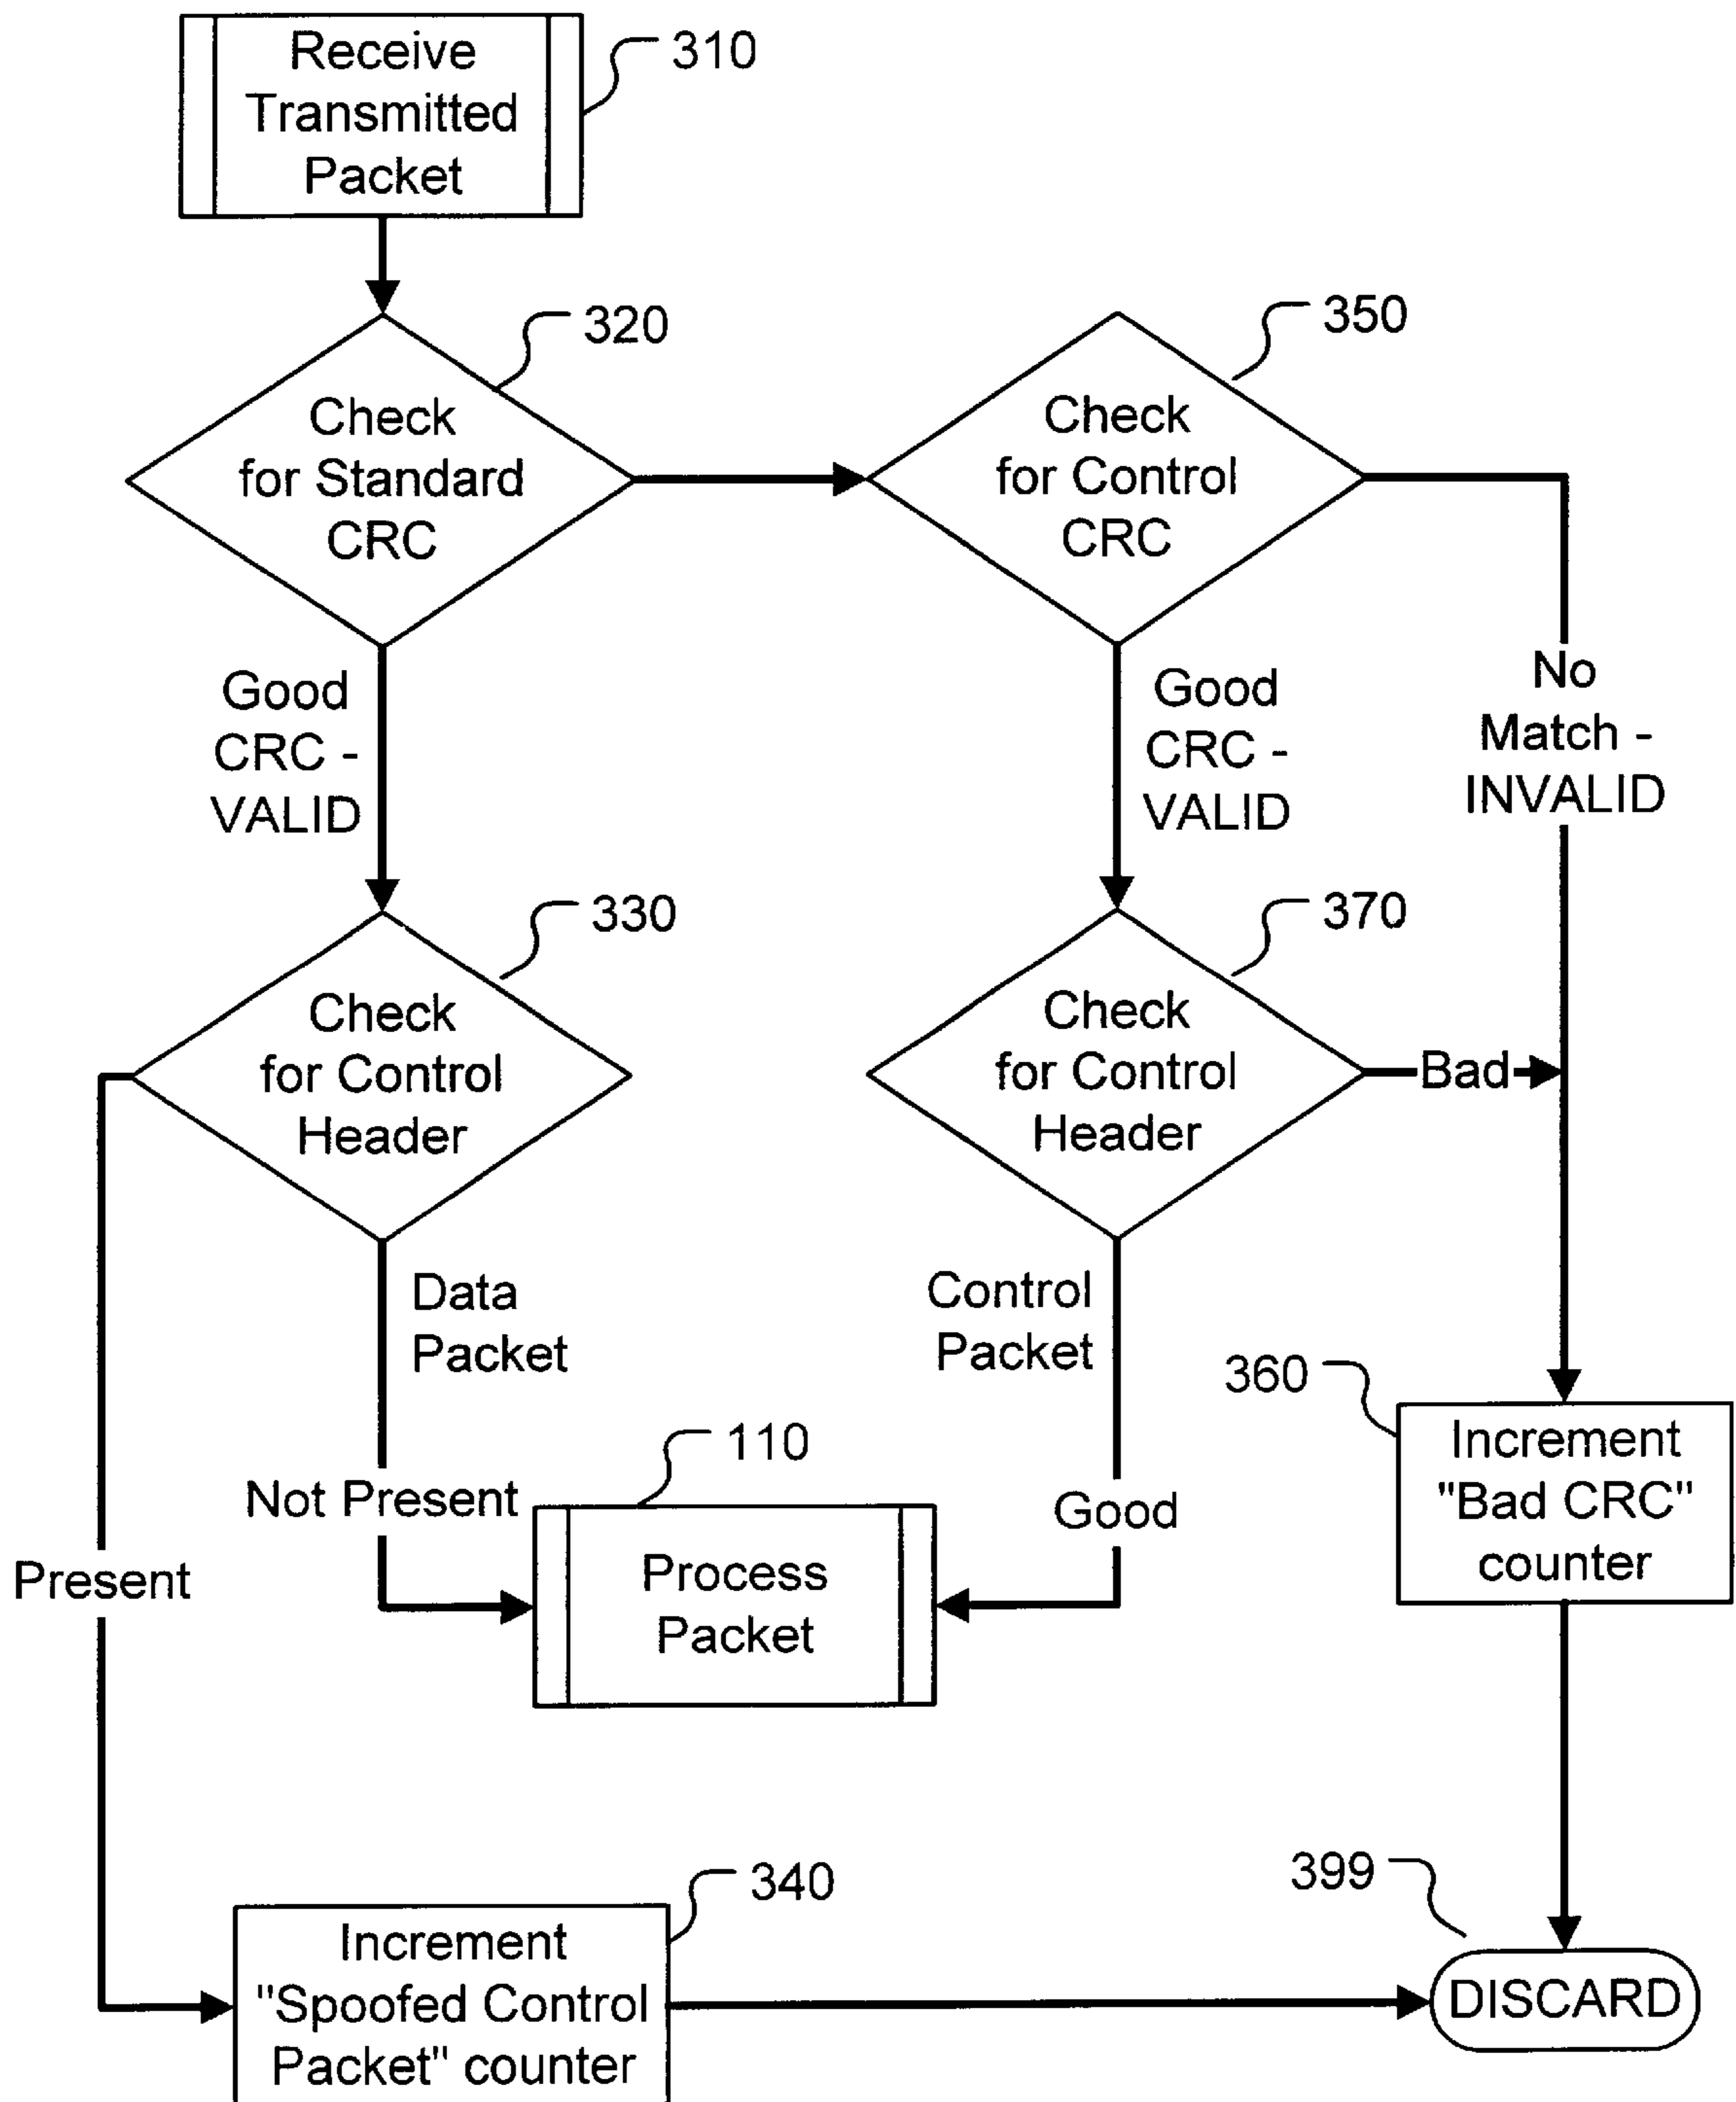 Receive
Transmitted
Packet
310
Check
for Standard
CRC
320
Check
for Control
CRC
350
Good
CRC -
VALID
Good
CRC -
VALID
No
Match -
INVALID
Check
for Control
Header
330
Check
for Control
Header
370
Bad
Data
Packet
Not Present
Control
Packet
Good
Present
110
Process
Packet
360
Increment
"Bad CRC"
counter
340
Increment
"Spoofed Control
Packet" counter
399
DISCARD